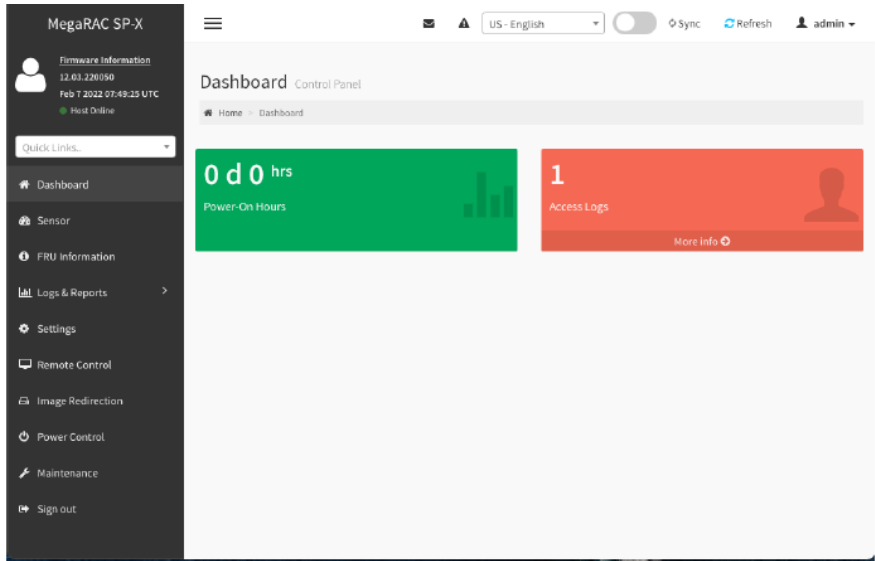 MegaRAC SP-X
Firmware Information
12.03.220050
Feb 7 2022 07:49:25 UTC
Host Online
Quick Links..
Dashboard
Sensor
FRU Information
Logs & Reports
Settings
Remote Control
Image Redirection
Power Control
Maintenance
Sign out
US - English
Sync
Refresh
admin
Dashboard Control Panel
Home > Dashboard
0 d 0 hrs
Power-On Hours
1
Access Logs
More info